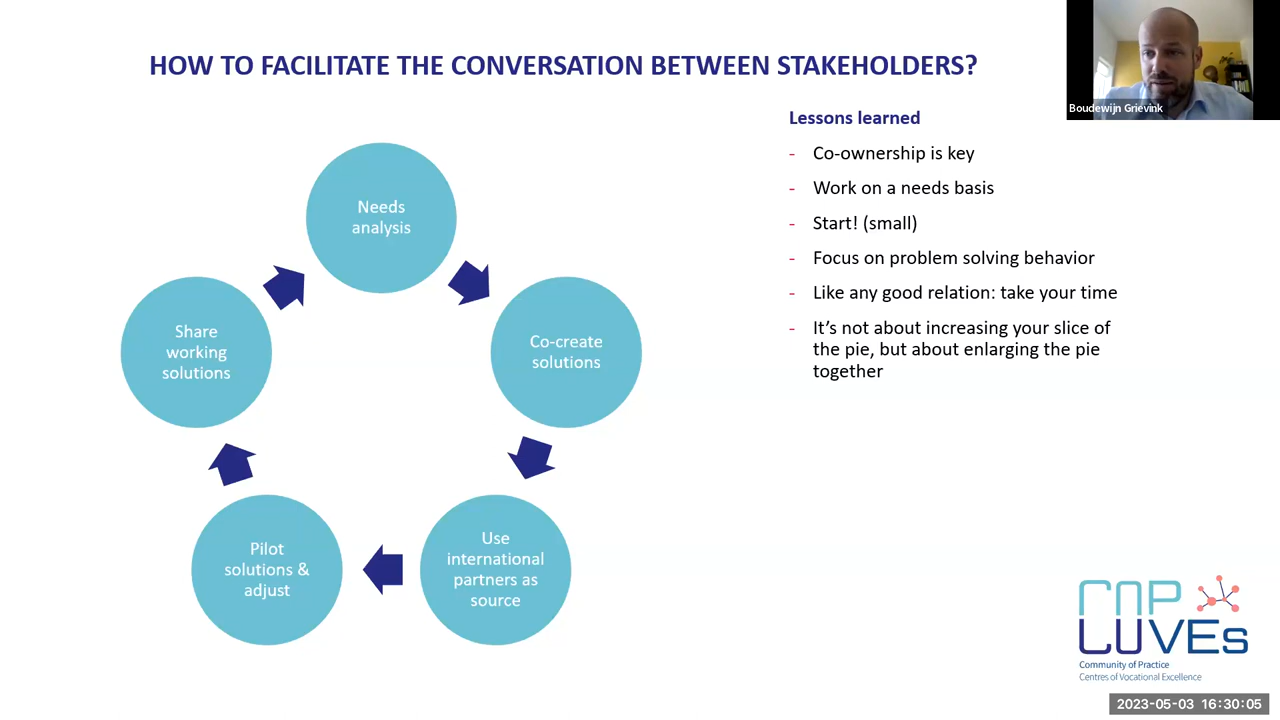 HOW TO FACILITATE THE CONVERSATION BETWEEN STAKEHOLDERS?
Boudewijn Grievink
Lessons learned
- Co-ownership is key
- Work on a needs basis
- Start! (small)
- Focus on problem solving behavior
- Like any good relation: take your time
- It’s not about increasing your slice of
the pie, but about enlarging the pie
together
Needs
analysis
Co-create
solutions
Use
international
partners as
source
Pilot
solutions &
adjust
Share
working
solutions
COP
LOVEs
Community of Practice
Centres of Vocational Excellence
2023-05-03 16:30:05